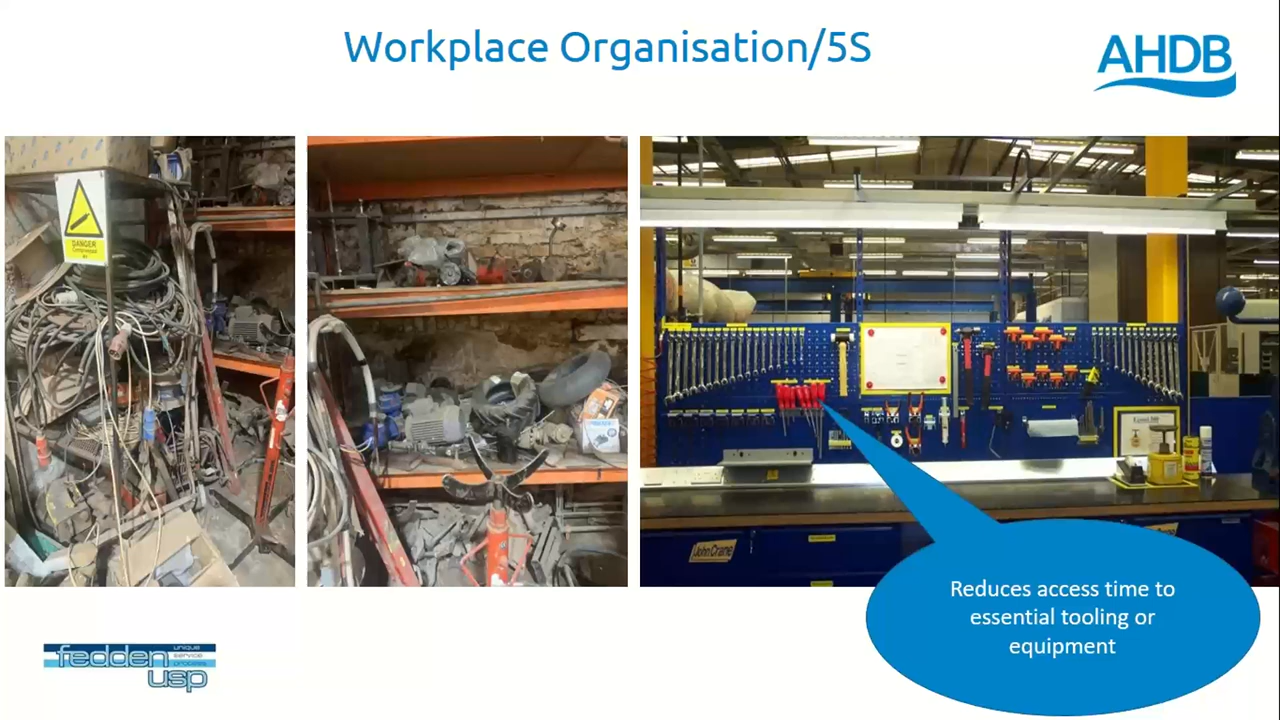 Workplace Organisation/5S
AHDB
DANGER
John Crane
Reduces access time to
essential tooling or
equipment
fedden
unique
service
process
usp